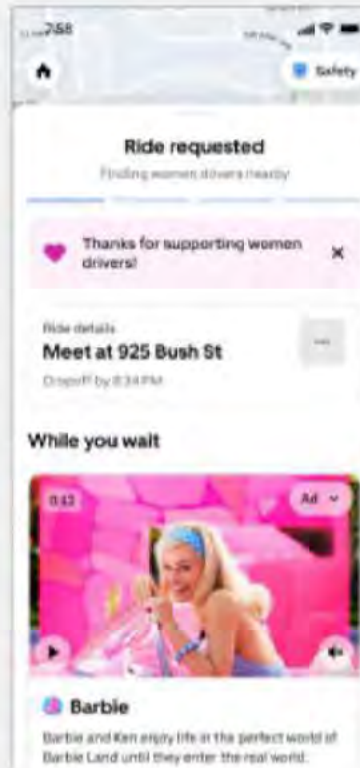 7:58
Safety
Ride requested
Finding women drivers nearby
Thanks for supporting women
drivers!
Ride details
Meet at 925 Bush St
Dropoff by 8:34 PM
While you wait
Ad
Barbie
Barbie and Ken enjoy life in the perfect world of
Barbie Land until they enter the real world.